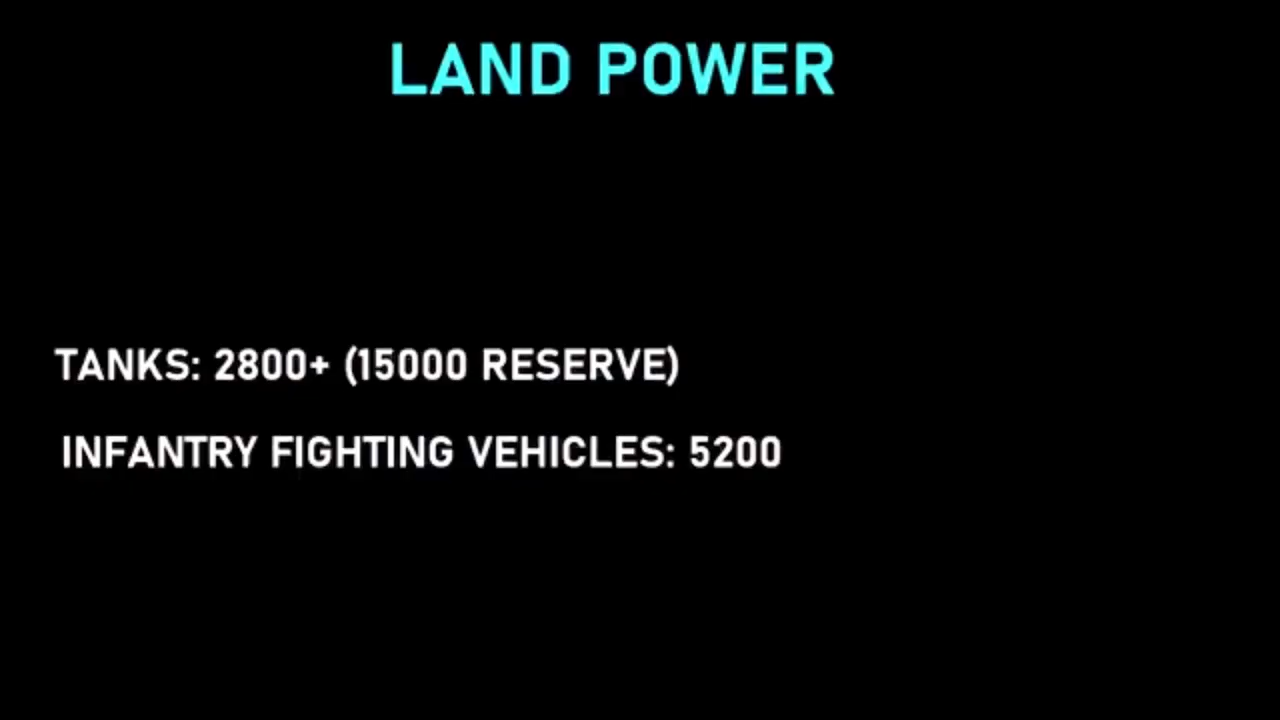 LAND POWER
TANKS: 2800+ (15000 RESERVE)
INFANTRY FIGHTING VEHICLES: 5200